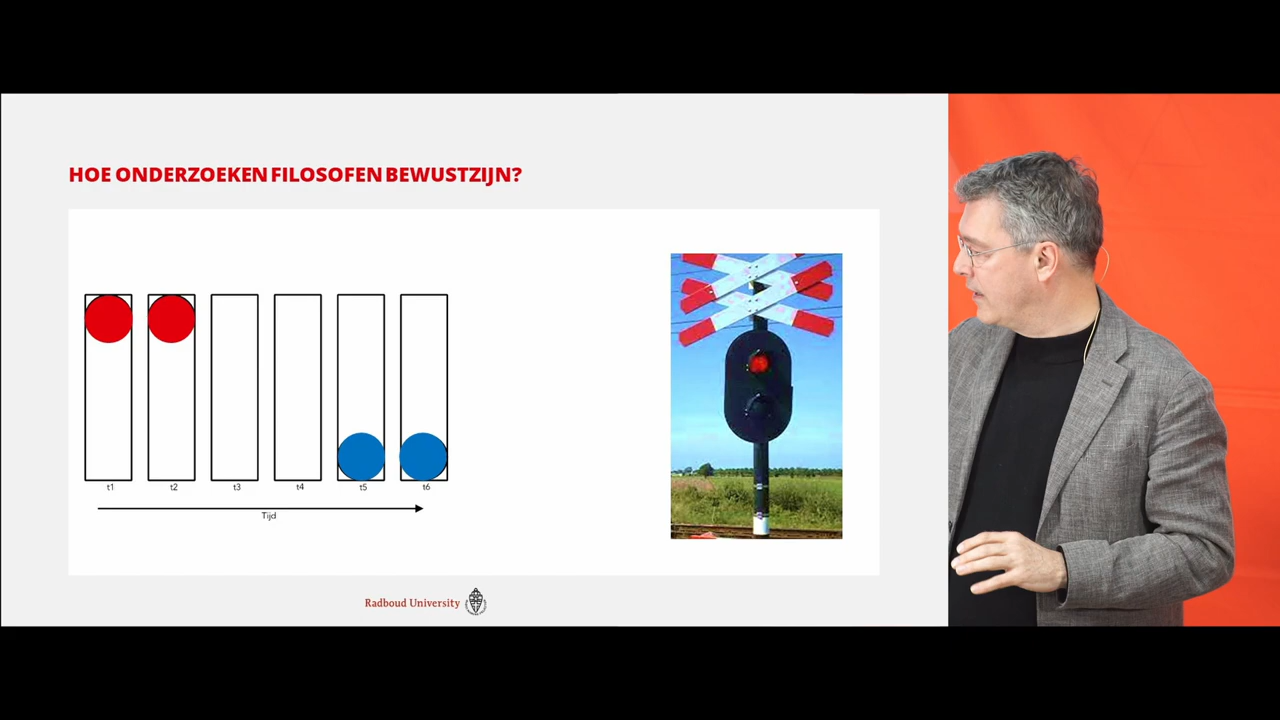 HOE ONDERZOEKEN FILOSOFEN BEWUSTZIJN?
t1 t2 t3 t4 t5 t6
Tijd
Radboud University